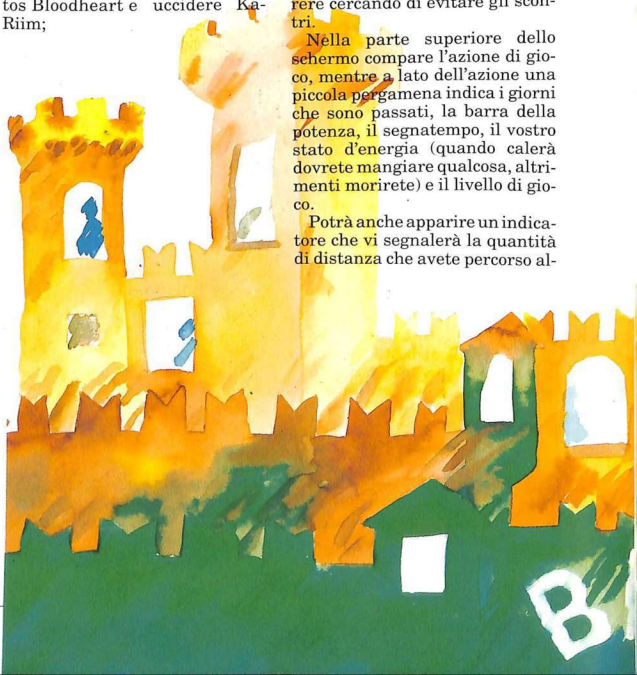 tos Bloodheart e uccidere Ka-
Riim;
rere cercando di evitare gli scon-
tri.
Nella parte superiore dello
schermo compare l'azione di gio-
co, mentre a lato dell'azione una
piccola pergamena indica i giorni
che sono passati, la barra della
potenza, il segnatempo, il vostro
stato d'energia (quando calerà
dovrete mangiare qualcosa, altri-
menti morirete) e il livello di gio-
co.
Potrà anche apparire un indica-
tore che vi segnalerà la quantità
di distanza che avete percorso al-
B